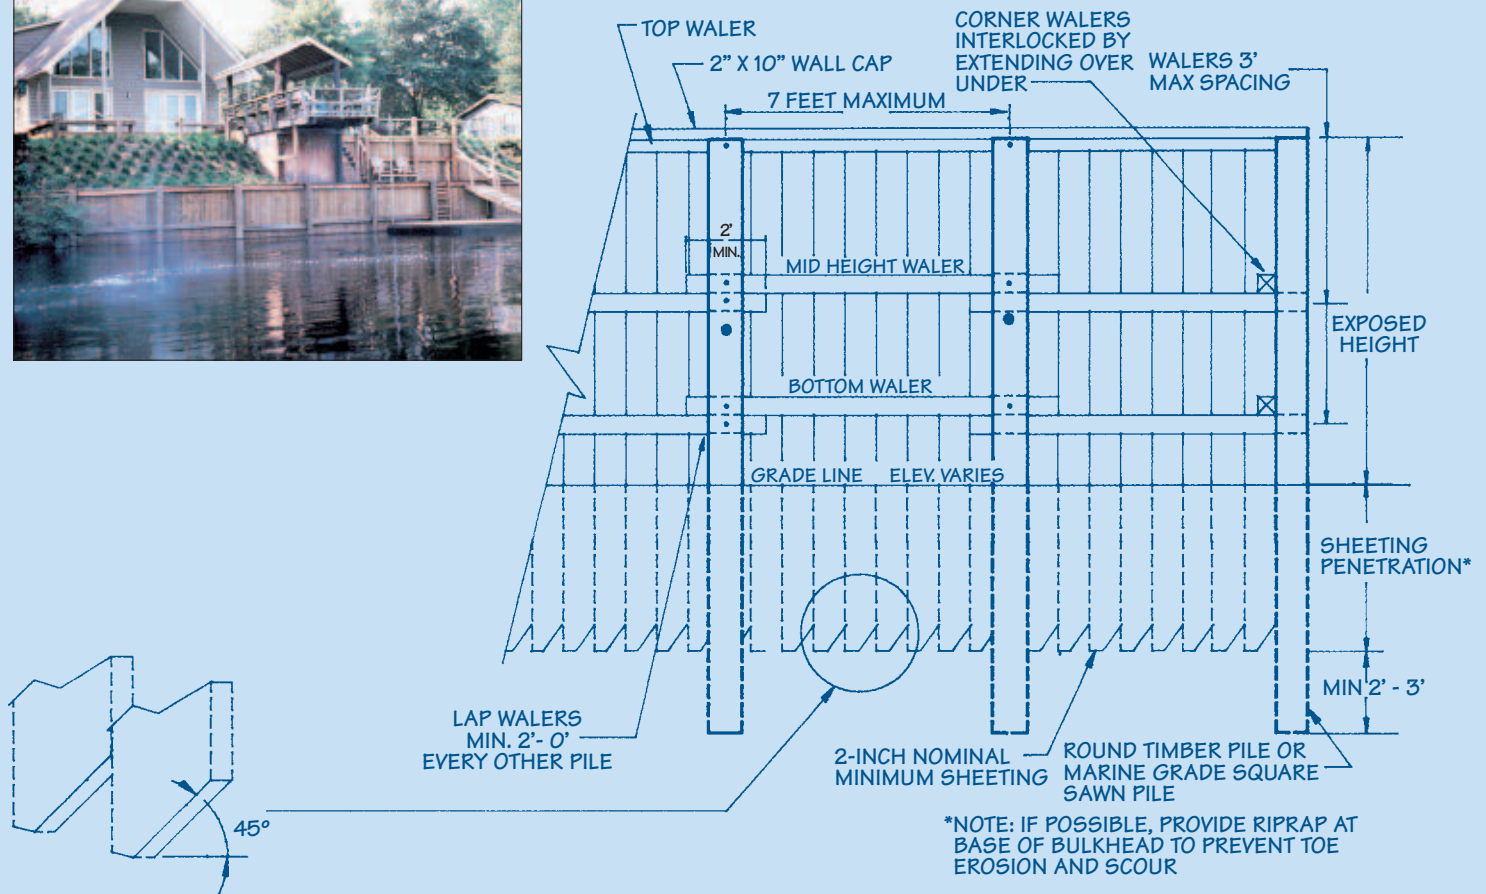 TOP WALER
2” X 10” WALL CAP
7 FEET MAXIMUM
CORNER WALERS
INTERLOCKED BY
EXTENDING OVER
UNDER
WALERS 3'
MAX SPACING
2'
MIN.
MID HEIGHT WALER
EXPOSED
HEIGHT
BOTTOM WALER
GRADE LINE ELEV. VARIES
SHEETING
PENETRATION*
MIN 2' - 3'
LAP WALERS
MIN. 2'- 0'
EVERY OTHER PILE
2-INCH NOMINAL
MINIMUM SHEETING
ROUND TIMBER PILE OR
MARINE GRADE SQUARE
SAWN PILE
45°
*NOTE: IF POSSIBLE, PROVIDE RIPRAP AT
BASE OF BULKHEAD TO PREVENT TOE
EROSION AND SCOUR